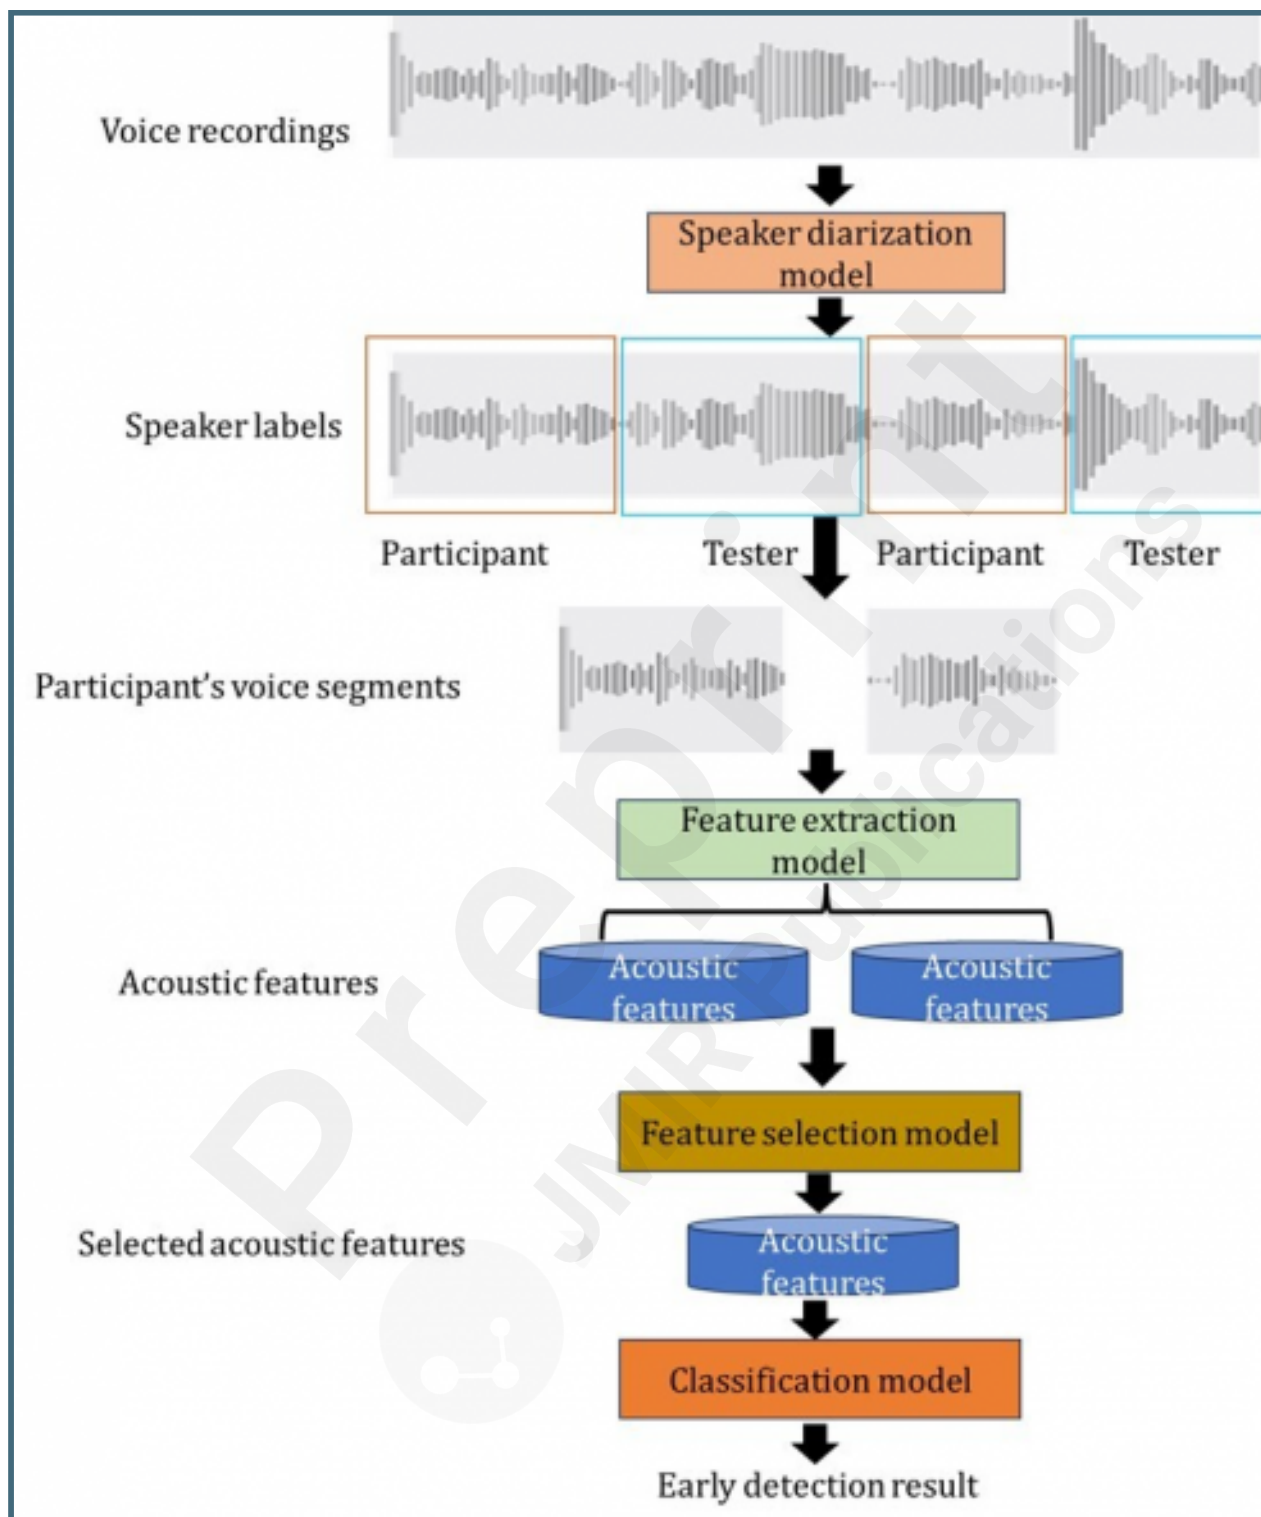 Voice recordings
Speaker diarization
model
Speaker labels
Participant
Tester
Participant
Tester
Participant's voice segments
Feature extraction
model
Acoustic features
Acoustic
features
Acoustic
features
Feature selection model
Selected acoustic features
Acoustic
features
Classification model
Early detection result
Preprint
JMIR Publications